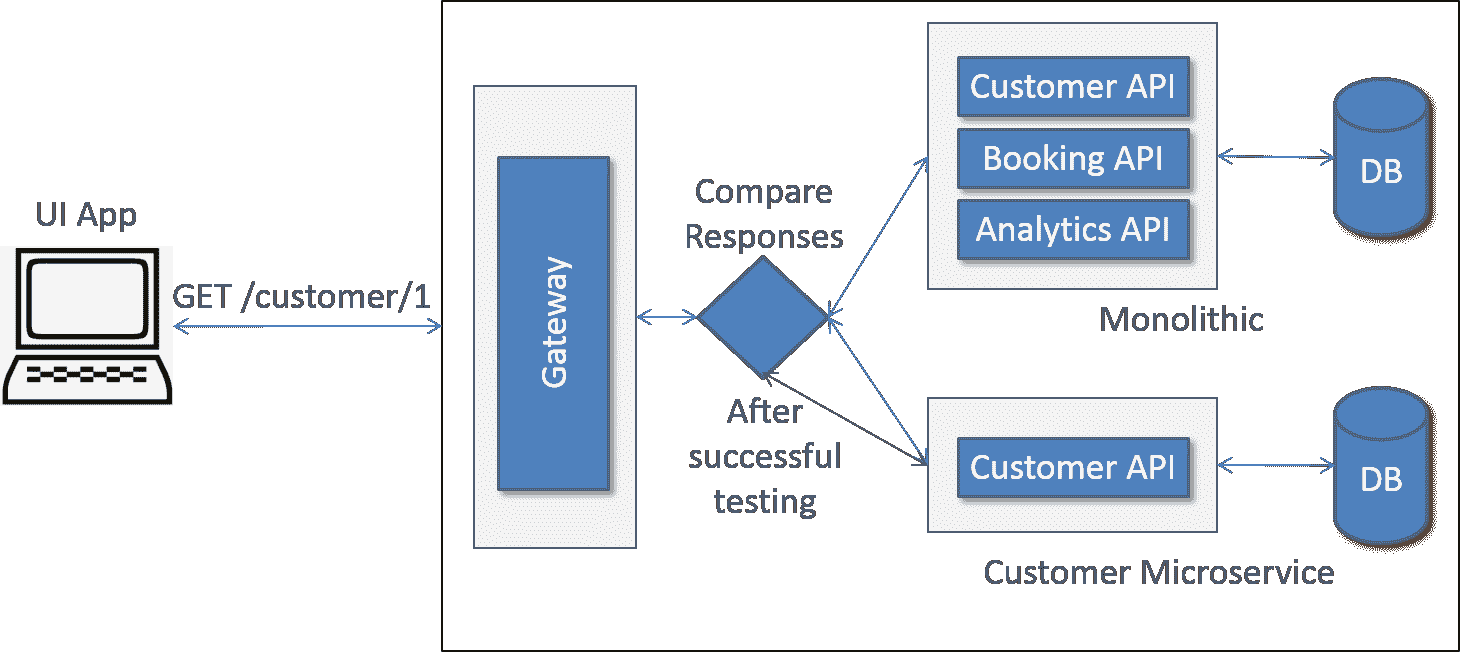 UI App
GET /customer/1
Gateway
Compare
Responses
After
successful
testing
Customer API
Booking API
Analytics API
DB
Monolithic
Customer API
DB
Customer Microservice